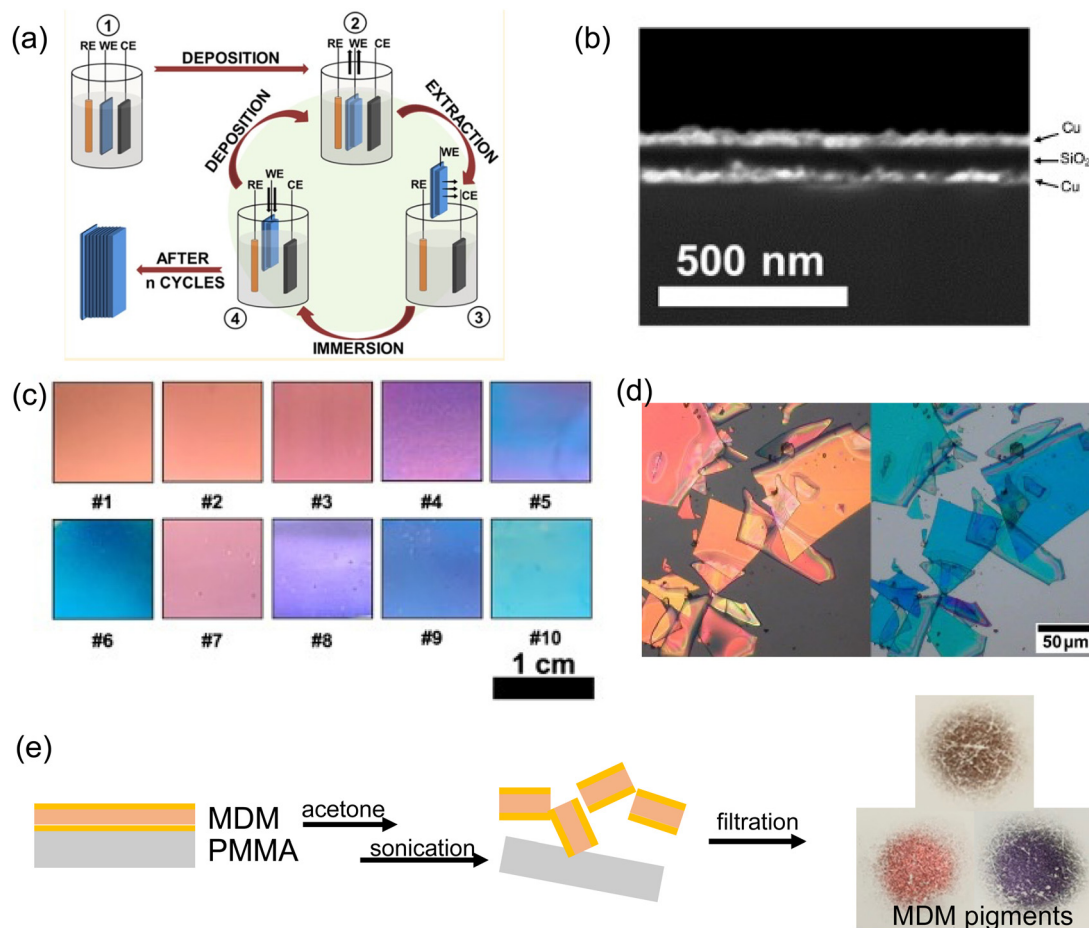 (a)
①
RE WE CE
DEPOSITION
②
RE WE CE
DEPOSITION
EXTRACTION
WE
RE
CE
③
WE
RE
CE
④
IMMERSION
AFTER
n CYCLES
(b)
Cu
SiO₂
Cu
500 nm
(c)
#1 #2 #3 #4 #5
#6 #7 #8 #9 #10
1 cm
(d)
50 μm
(e)
MDM
PMMA
acetone
sonication
filtration
MDM pigments